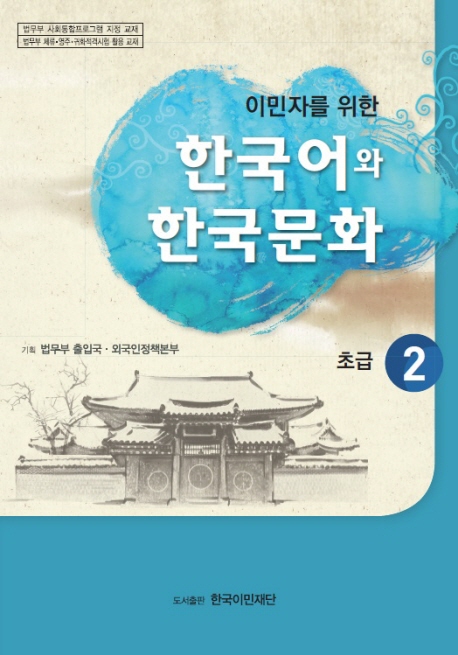 법무부 사회통합프로그램 지정 교재
법무부 체류·영주·귀화적격시험 활용 교재
이민자를 위한
한국어와
한국문화
기획 법무부 출입국·외국인정책본부
초급 2
도서출판 한국이민재단